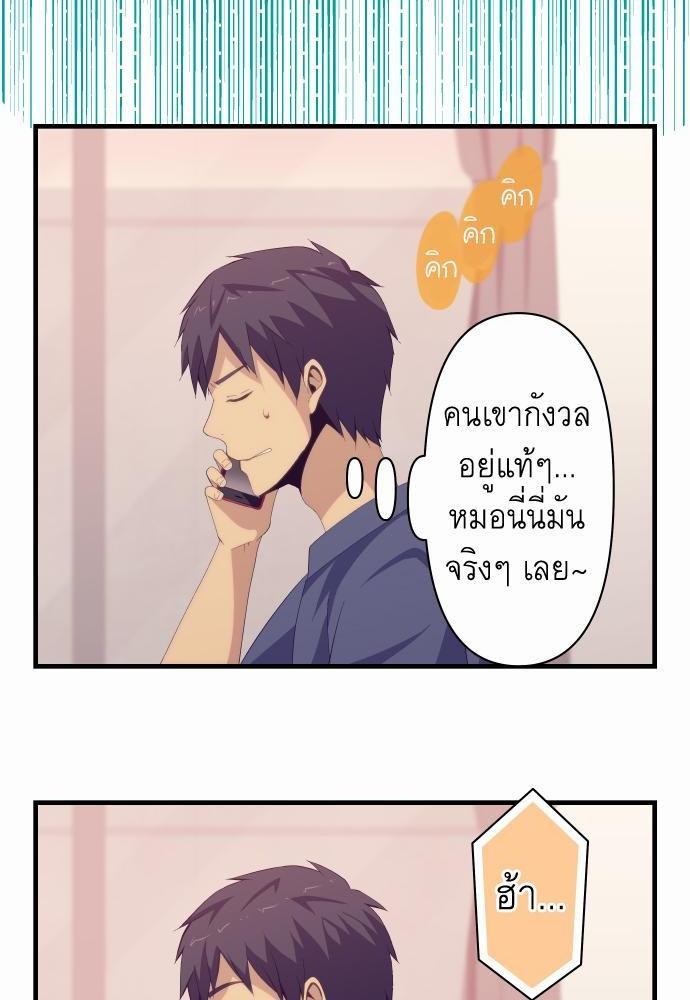 คิก
คิก
คิก
คนเขากังวล
อยู่แท้ๆ...
หมอนี่นี่มัน
จริงๆ เลย~
ฮ้า...